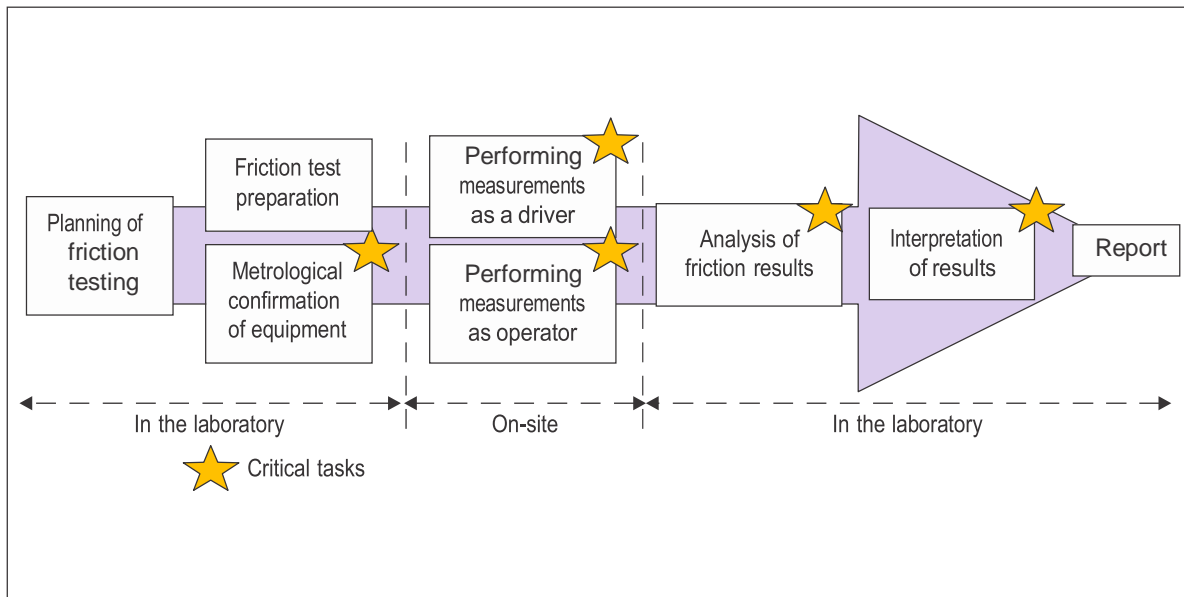 Planning of
friction
testing
Friction test
preparation
Metrological
confirmation
of equipment
Performing
measurements
as a driver
Performing
measurements
as operator
Analysis of
friction results
Interpretation
of results
Report
In the laboratory
On-site
In the laboratory
Critical tasks